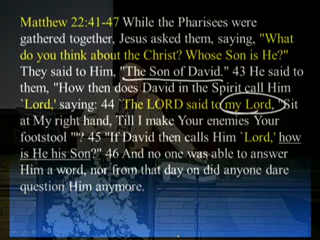 Matthew 22:41-47 While the Pharisees were
gathered together, Jesus asked them, saying, "What
do you think about the Christ? Whose Son is He?"
They said to Him, "The Son of David." 43 He said to
them, "How then does David in the Spirit call Him
`Lord,' saying: 44 `The LORD said to my Lord, "Sit
at My right hand, Till I make Your enemies Your
footstool "'? 45 "If David then calls Him `Lord,' how
is He his Son?" 46 And no one was able to answer
Him a word, nor from that day on did anyone dare
question Him anymore.